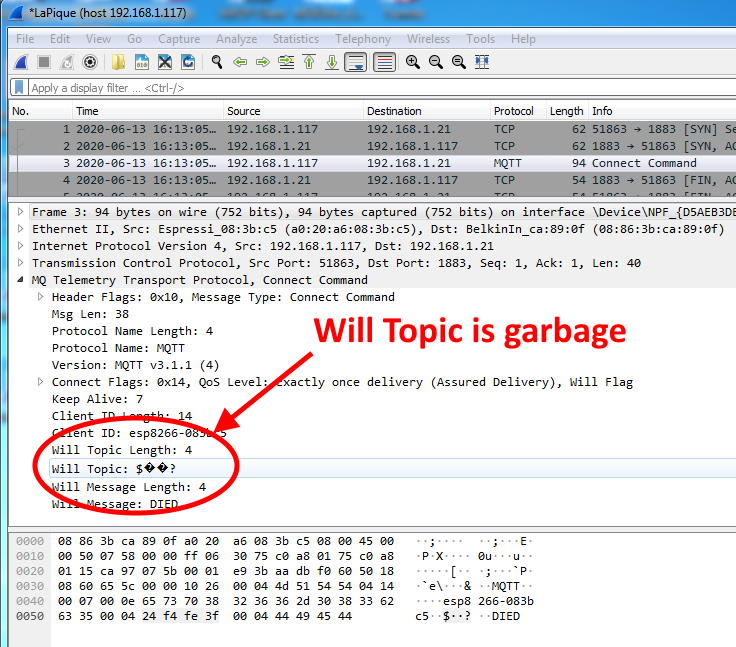 *LaPique (host 192.168.1.117)
File Edit View Go Capture Analyze Statistics Telephony Wireless Tools Help
Apply a display filter ... <Ctrl-/>
No. Time Source Destination Protocol Length Info
1 2020-06-13 16:13:05… 192.168.1.117 192.168.1.21 TCP 62 51863 → 1883 [SYN] Se
2 2020-06-13 16:13:05… 192.168.1.21 192.168.1.117 TCP 62 1883 → 51863 [SYN, AC
3 2020-06-13 16:13:05… 192.168.1.117 192.168.1.21 MQTT 94 Connect Command
4 2020-06-13 16:13:05… 192.168.1.21 192.168.1.117 TCP 54 1883 → 51863 [FIN, AC
Frame 3: 94 bytes on wire (752 bits), 94 bytes captured (752 bits) on interface \Device\NPF_{D5AEB3DE
Ethernet II, Src: Espressi_08:3b:c5 (a0:20:a6:08:3b:c5), Dst: BelkinIn_ca:89:0f (08:86:3b:ca:89:0f)
Internet Protocol Version 4, Src: 192.168.1.117, Dst: 192.168.1.21
Transmission Control Protocol, Src Port: 51863, Dst Port: 1883, Seq: 1, Ack: 1, Len: 40
MQ Telemetry Transport Protocol, Connect Command
Header Flags: 0x10, Message Type: Connect Command
Msg Len: 38
Protocol Name Length: 4
Will Topic is garbage
Protocol Name: MQTT
Version: MQTT v3.1.1 (4)
Connect Flags: 0x14, QoS Level: Exactly once delivery (Assured Delivery), Will Flag
Keep Alive: 7
Client ID Length: 14
Client ID: esp8266-083bc5
Will Topic Length: 4
Will Topic: $��?
Will Message Length: 4
Will Message: DIED
0000 08 86 3b ca 89 0f a0 20 a6 08 3b c5 08 00 45 00 ··;···· ··;···E·
0010 00 50 07 58 00 00 ff 06 30 75 c0 a8 01 75 c0 a8 ·P·X···· 0u···u··
0020 01 15 ca 97 07 5b 00 01 e9 3b aa db f0 60 50 18 ·····[·· ·;···`P·
0030 08 60 65 5c 00 00 10 26 00 04 4d 51 54 54 04 14 ·`e\···& ··MQTT··
0040 00 07 00 0e 65 73 70 38 32 36 36 2d 30 38 33 62 ····esp8 266-083b
0050 63 35 00 04 24 f4 fe 3f 00 04 44 49 45 44 c5··$··? ··DIED